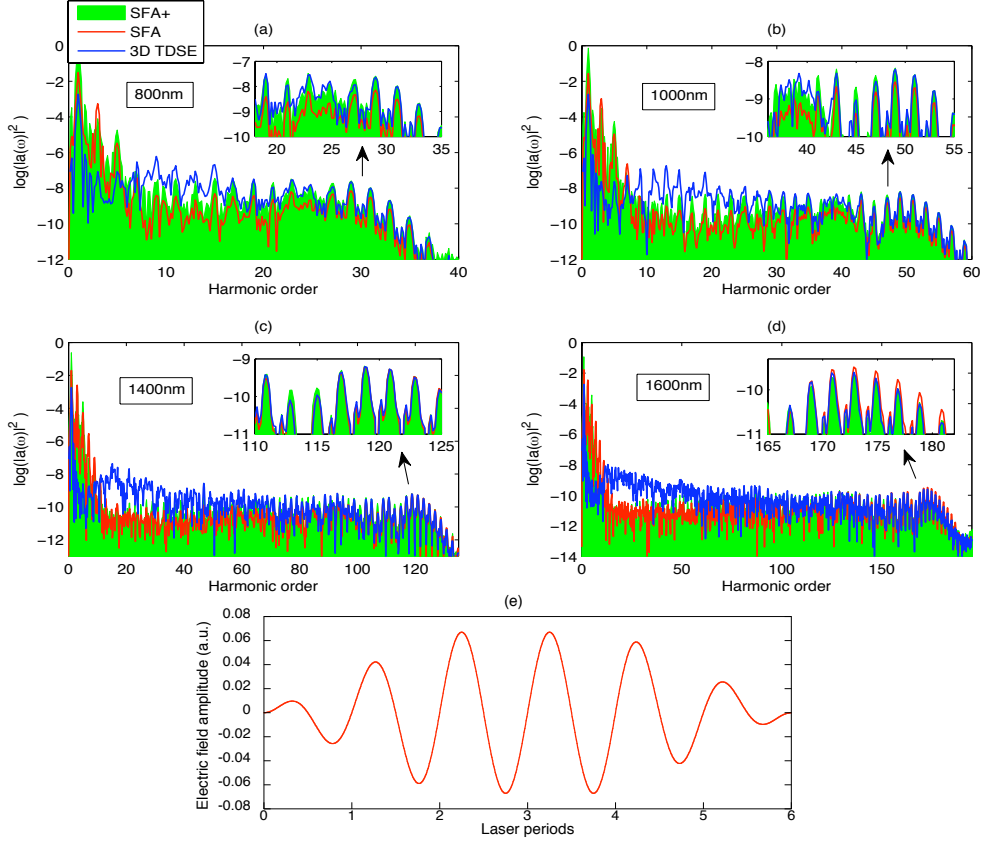 SFA+
SFA
3D TDSE
(a)
800nm
0
−2
−4
−6
−8
−10
−12
log(|a(ω)|² )
0 10 20 30 40
Harmonic order
−7
−8
−9
−10
20 25 30 35
(b)
1000nm
0
−2
−4
−6
−8
−10
−12
log(|a(ω)|² )
0 10 20 30 40 50 60
Harmonic order
−8
−9
−10
40 45 50 55
(c)
1400nm
0
−2
−4
−6
−8
−10
−12
log(|a(ω)|² )
0 20 40 60 80 100 120
Harmonic order
−9
−10
−11
110 115 120 125
(d)
1600nm
0
−2
−4
−6
−8
−10
−12
−14
log(|a(ω)|² )
0 50 100 150
Harmonic order
−10
−11
165 170 175 180
(e)
0.08
0.06
0.04
0.02
0
-0.02
-0.04
-0.06
-0.08
Electric field amplitude (a.u.)
0 1 2 3 4 5 6
Laser periods